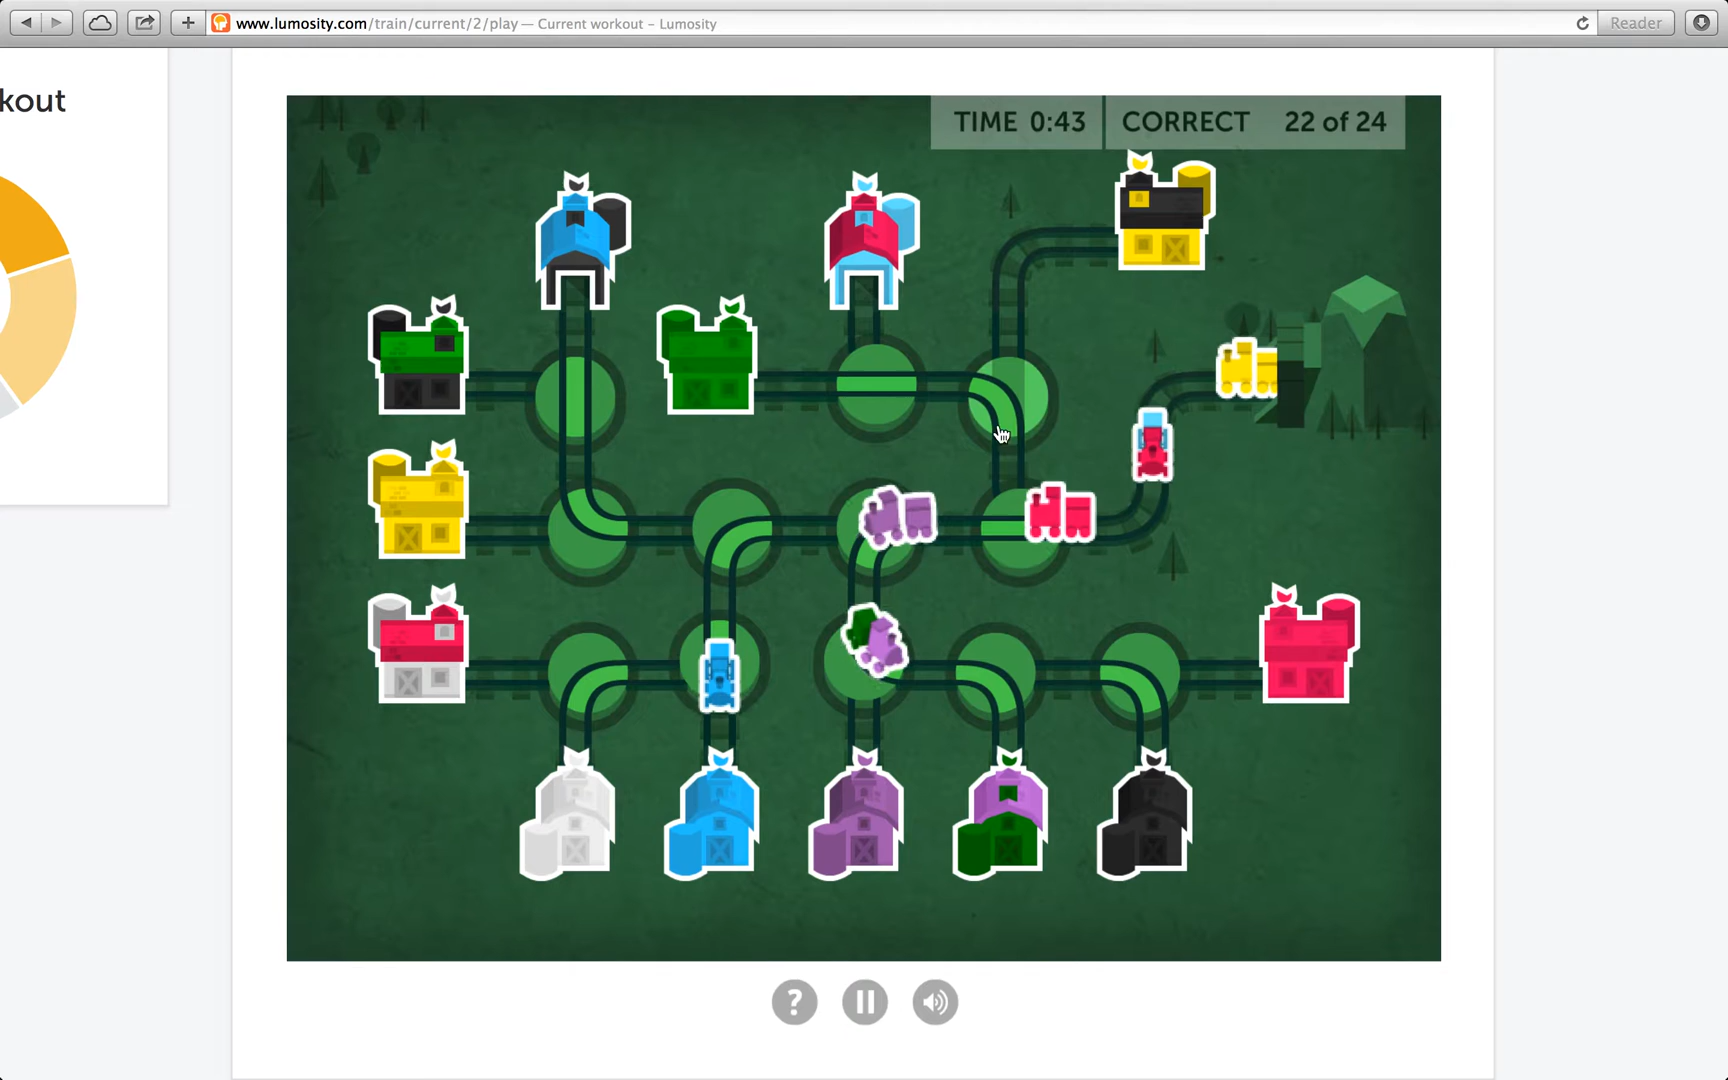 www.lumosity.com/train/current/2/play — Current workout – Lumosity
Reader
kout
TIME 0:43
CORRECT 22 of 24
?